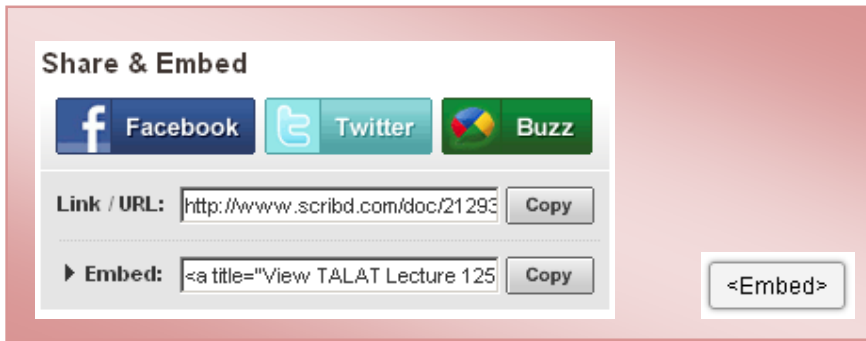 Share & Embed
Facebook Twitter Buzz
Link / URL: http://www.scribd.com/doc/21293 Copy
Embed: <a title="View TALAT Lecture 125 Copy
<Embed>